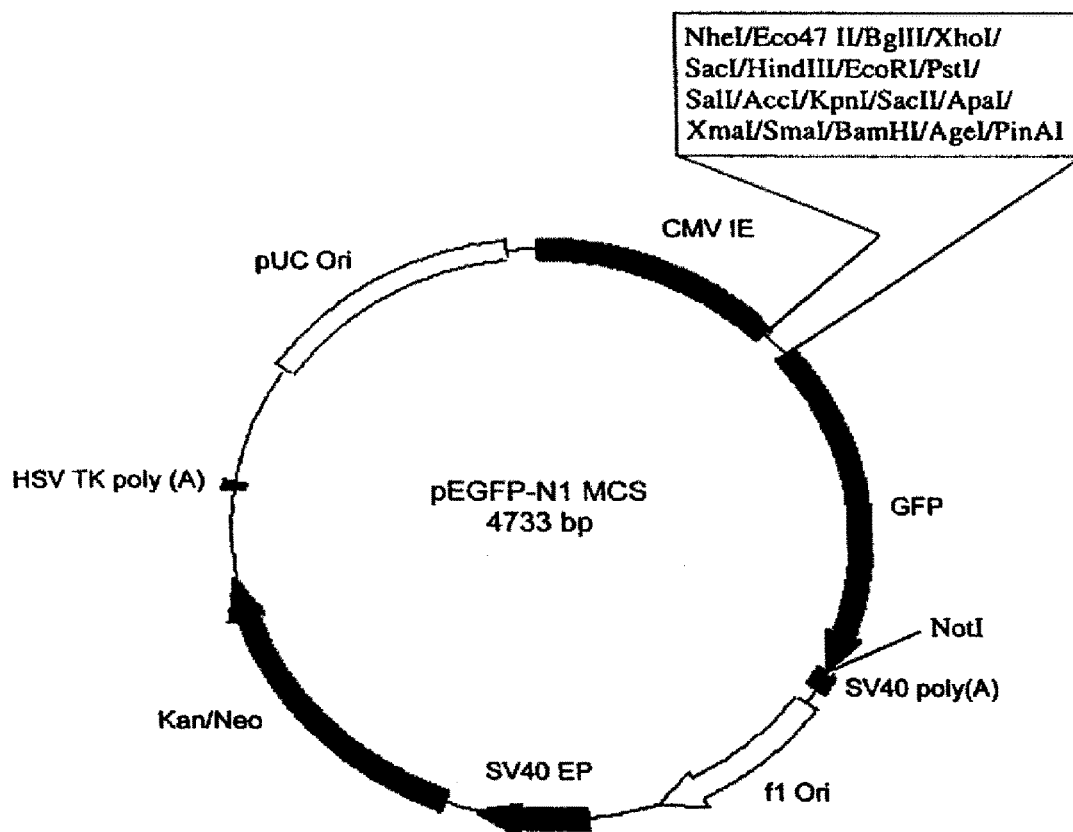 NheI/Eco47 II/BglII/XhoI/
SacI/HindIII/EcoRI/PstI/
SalI/AccI/KpnI/SacII/ApaI/
XmaI/SmaI/BamHI/AgeI/PinAI
CMV IE
pUC Ori
HSV TK poly (A)
pEGFP-N1 MCS
4733 bp
GFP
NotI
SV40 poly(A)
Kan/Neo
SV40 EP
f1 Ori